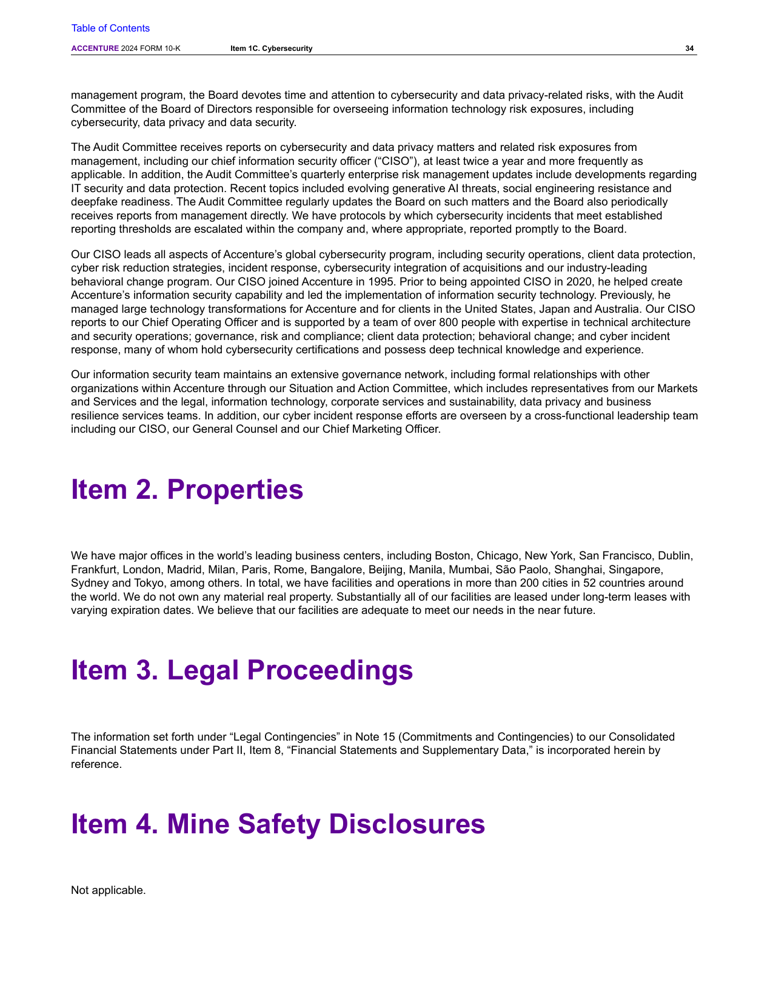 Table of Contents
ACCENTURE 2024 FORM 10-K Item 1C. Cybersecurity 34
management program, the Board devotes time and attention to cybersecurity and data privacy-related risks, with the Audit
Committee of the Board of Directors responsible for overseeing information technology risk exposures, including
cybersecurity, data privacy and data security.
The Audit Committee receives reports on cybersecurity and data privacy matters and related risk exposures from
management, including our chief information security officer (“CISO”), at least twice a year and more frequently as
applicable. In addition, the Audit Committee’s quarterly enterprise risk management updates include developments regarding
IT security and data protection. Recent topics included evolving generative AI threats, social engineering resistance and
deepfake readiness. The Audit Committee regularly updates the Board on such matters and the Board also periodically
receives reports from management directly. We have protocols by which cybersecurity incidents that meet established
reporting thresholds are escalated within the company and, where appropriate, reported promptly to the Board.
Our CISO leads all aspects of Accenture’s global cybersecurity program, including security operations, client data protection,
cyber risk reduction strategies, incident response, cybersecurity integration of acquisitions and our industry-leading
behavioral change program. Our CISO joined Accenture in 1995. Prior to being appointed CISO in 2020, he helped create
Accenture’s information security capability and led the implementation of information security technology. Previously, he
managed large technology transformations for Accenture and for clients in the United States, Japan and Australia. Our CISO
reports to our Chief Operating Officer and is supported by a team of over 800 people with expertise in technical architecture
and security operations; governance, risk and compliance; client data protection; behavioral change; and cyber incident
response, many of whom hold cybersecurity certifications and possess deep technical knowledge and experience.
Our information security team maintains an extensive governance network, including formal relationships with other
organizations within Accenture through our Situation and Action Committee, which includes representatives from our Markets
and Services and the legal, information technology, corporate services and sustainability, data privacy and business
resilience services teams. In addition, our cyber incident response efforts are overseen by a cross-functional leadership team
including our CISO, our General Counsel and our Chief Marketing Officer.
Item 2. Properties
We have major offices in the world’s leading business centers, including Boston, Chicago, New York, San Francisco, Dublin,
Frankfurt, London, Madrid, Milan, Paris, Rome, Bangalore, Beijing, Manila, Mumbai, São Paolo, Shanghai, Singapore,
Sydney and Tokyo, among others. In total, we have facilities and operations in more than 200 cities in 52 countries around
the world. We do not own any material real property. Substantially all of our facilities are leased under long-term leases with
varying expiration dates. We believe that our facilities are adequate to meet our needs in the near future.
Item 3. Legal Proceedings
The information set forth under “Legal Contingencies” in Note 15 (Commitments and Contingencies) to our Consolidated
Financial Statements under Part II, Item 8, “Financial Statements and Supplementary Data,” is incorporated herein by
reference.
Item 4. Mine Safety Disclosures
Not applicable.